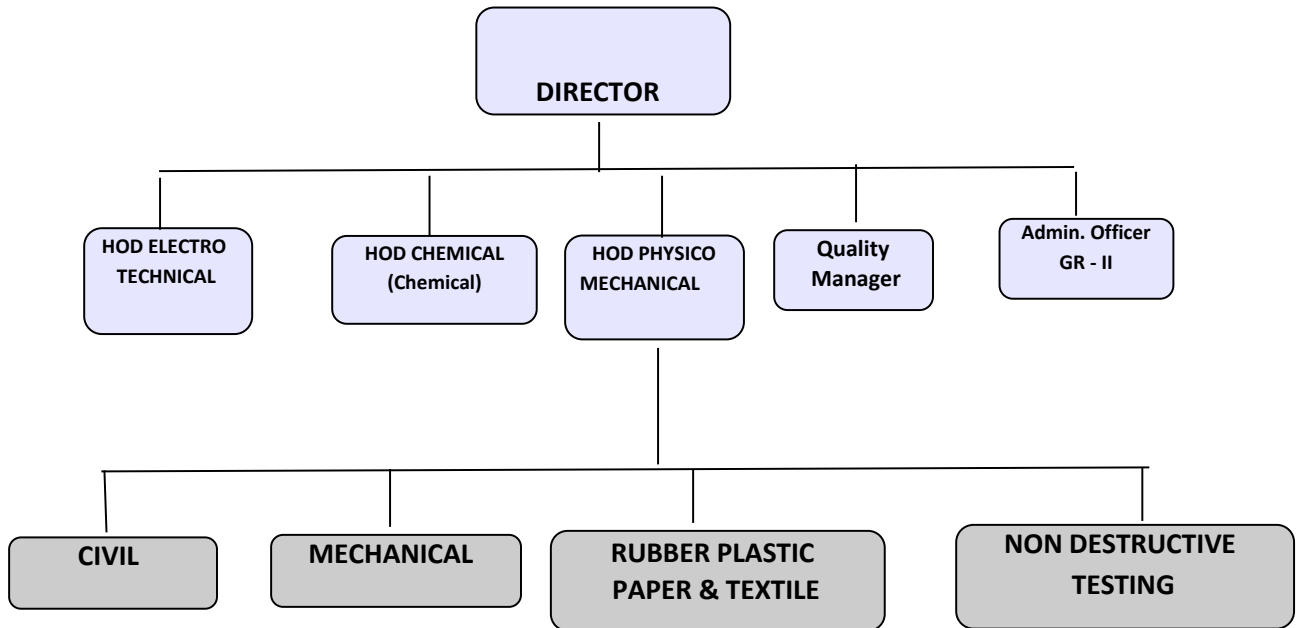 DIRECTOR
HOD ELECTRO
TECHNICAL
HOD CHEMICAL
(Chemical)
HOD PHYSICO
MECHANICAL
Quality
Manager
Admin. Officer
GR - II
CIVIL
MECHANICAL
RUBBER PLASTIC
PAPER & TEXTILE
NON DESTRUCTIVE
TESTING